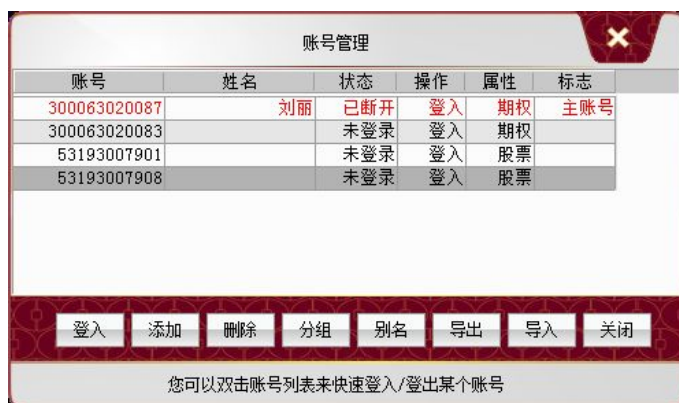 账号管理
账号 姓名 状态 操作 属性 标志
300063020087 刘丽 已断开 登入 期权 主账号
300063020083 未登录 登入 期权
53193007901 未登录 登入 股票
53193007908 未登录 登入 股票
登入 添加 删除 分组 别名 导出 导入 关闭
您可以双击账号列表来快速登入/登出某个账号